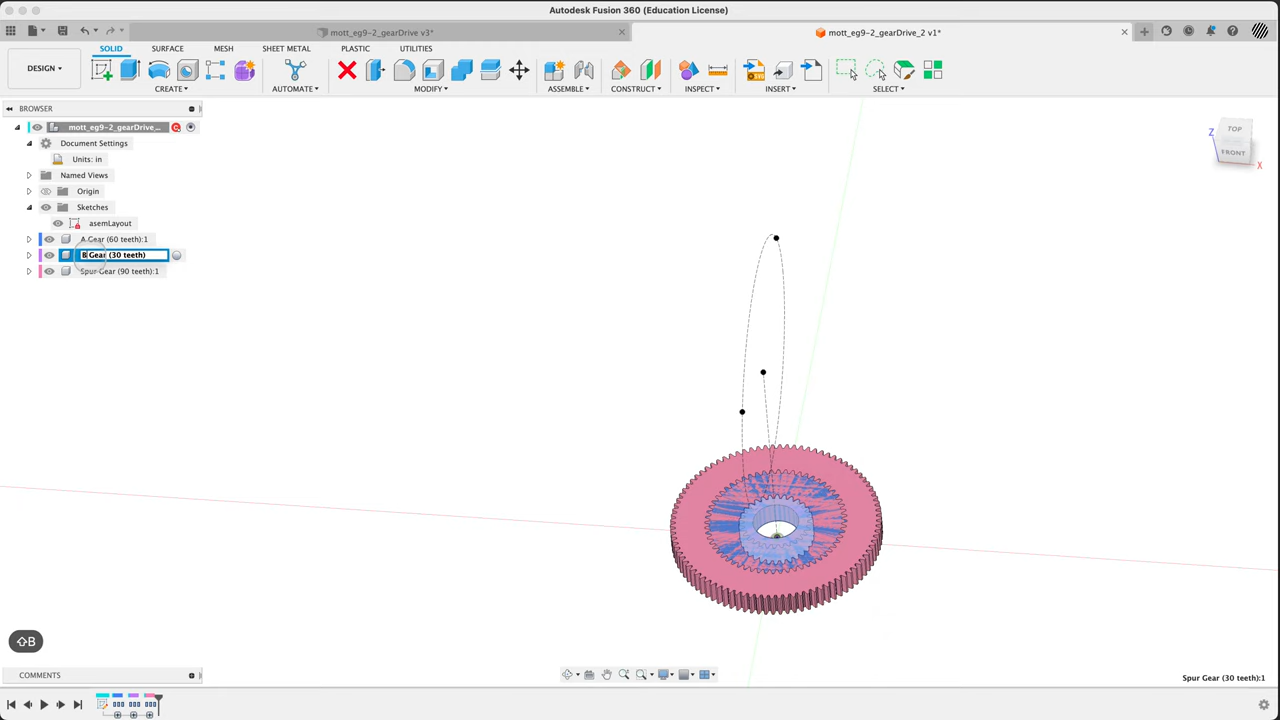 Autodesk Fusion 360 (Education License)
mott_eg9-2_gearDrive v3*
mott_eg9-2_gearDrive_2 v1*
DESIGN
SOLID
SURFACE
MESH
SHEET METAL
PLASTIC
UTILITIES
CREATE
AUTOMATE
MODIFY
ASSEMBLE
CONSTRUCT
INSPECT
INSERT
SELECT
BROWSER
mott_eg9-2_gearDrive_...
Document Settings
Units: in
Named Views
Origin
Sketches
asemLayout
A Gear (60 teeth):1
B Gear (30 teeth)
Spur Gear (90 teeth):1
TOP
FRONT
Z
X
⇧B
COMMENTS
Spur Gear (30 teeth):1